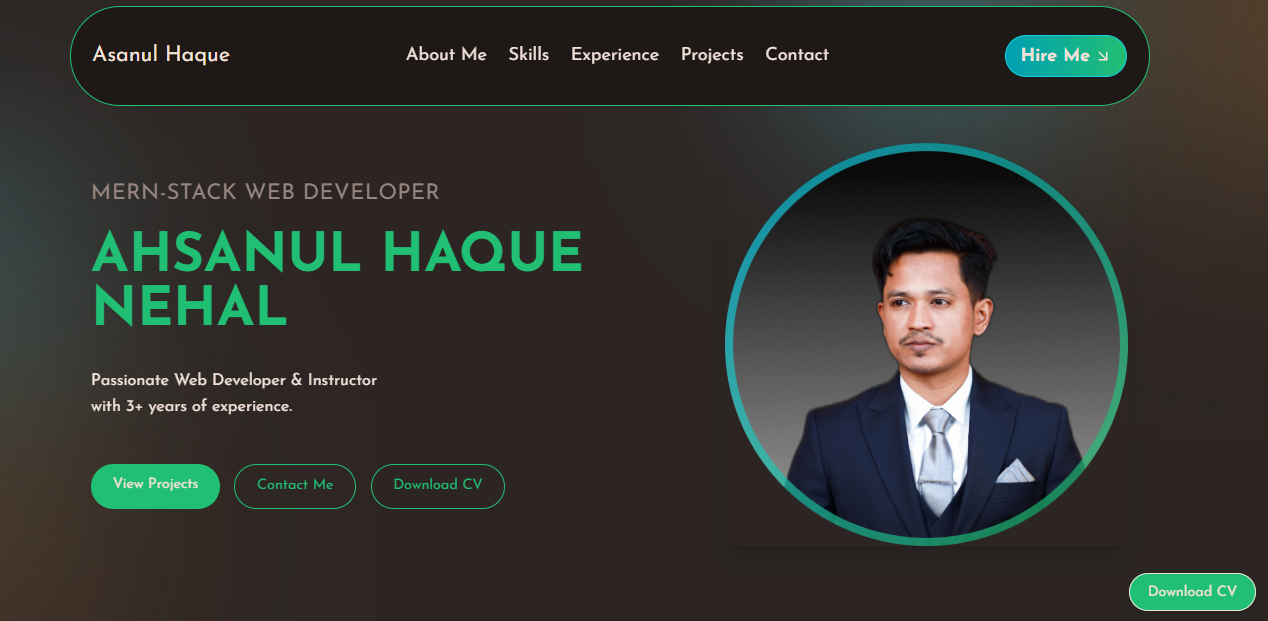 Asanul Haque
About Me Skills Experience Projects Contact
Hire Me
MERN-STACK WEB DEVELOPER
AHSANUL HAQUE
NEHAL
Passionate Web Developer & Instructor
with 3+ years of experience.
View Projects
Contact Me
Download CV
Download CV